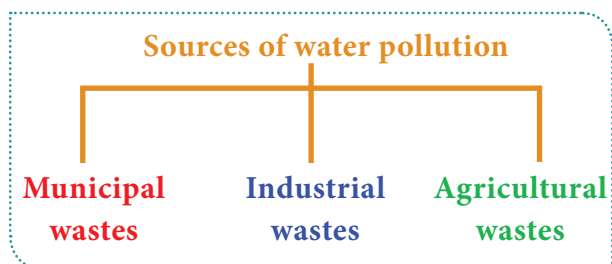 Sources of water pollution
Municipal wastes
Industrial wastes
Agricultural wastes